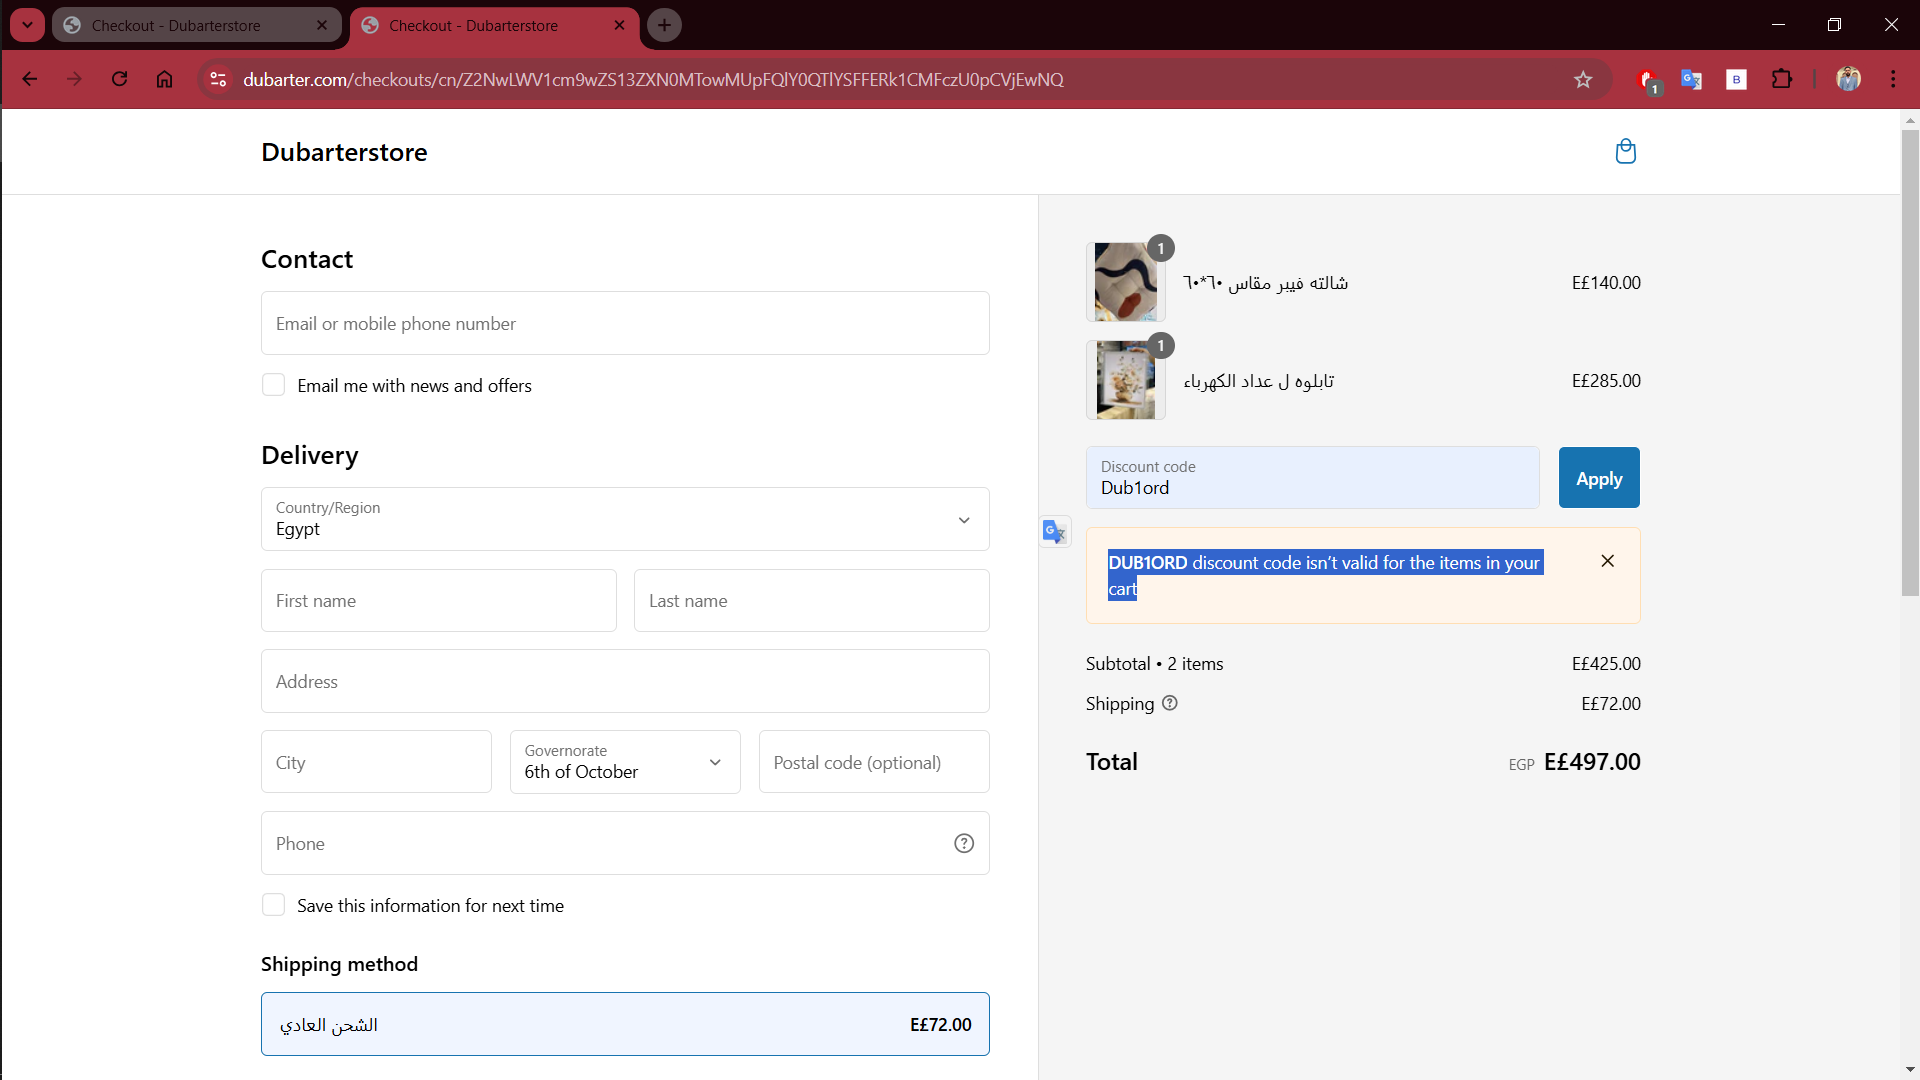 Checkout - Dubarterstore
Checkout - Dubarterstore
dubarter.com/checkouts/cn/Z2NwLWV1cm9wZS13ZXN0MTowMUpFQlY0QTlYSFFERk1CMFczU0pCVjEwNQ
1
B
Dubarterstore
Contact
Email or mobile phone number
Email me with news and offers
Delivery
Country/Region
Egypt
First name
Last name
Address
City
Governorate
6th of October
Postal code (optional)
Phone
Save this information for next time
Shipping method
الشحن العادي
E£72.00
1
شالته فيبر مقاس ٦٠*٦٠
E£140.00
1
تابلوه ل عداد الكهرباء
E£285.00
Discount code
Dub1ord
Apply
DUB1ORD discount code isn’t valid for the items in your
cart
Subtotal • 2 items
E£425.00
Shipping
E£72.00
Total
EGP E£497.00